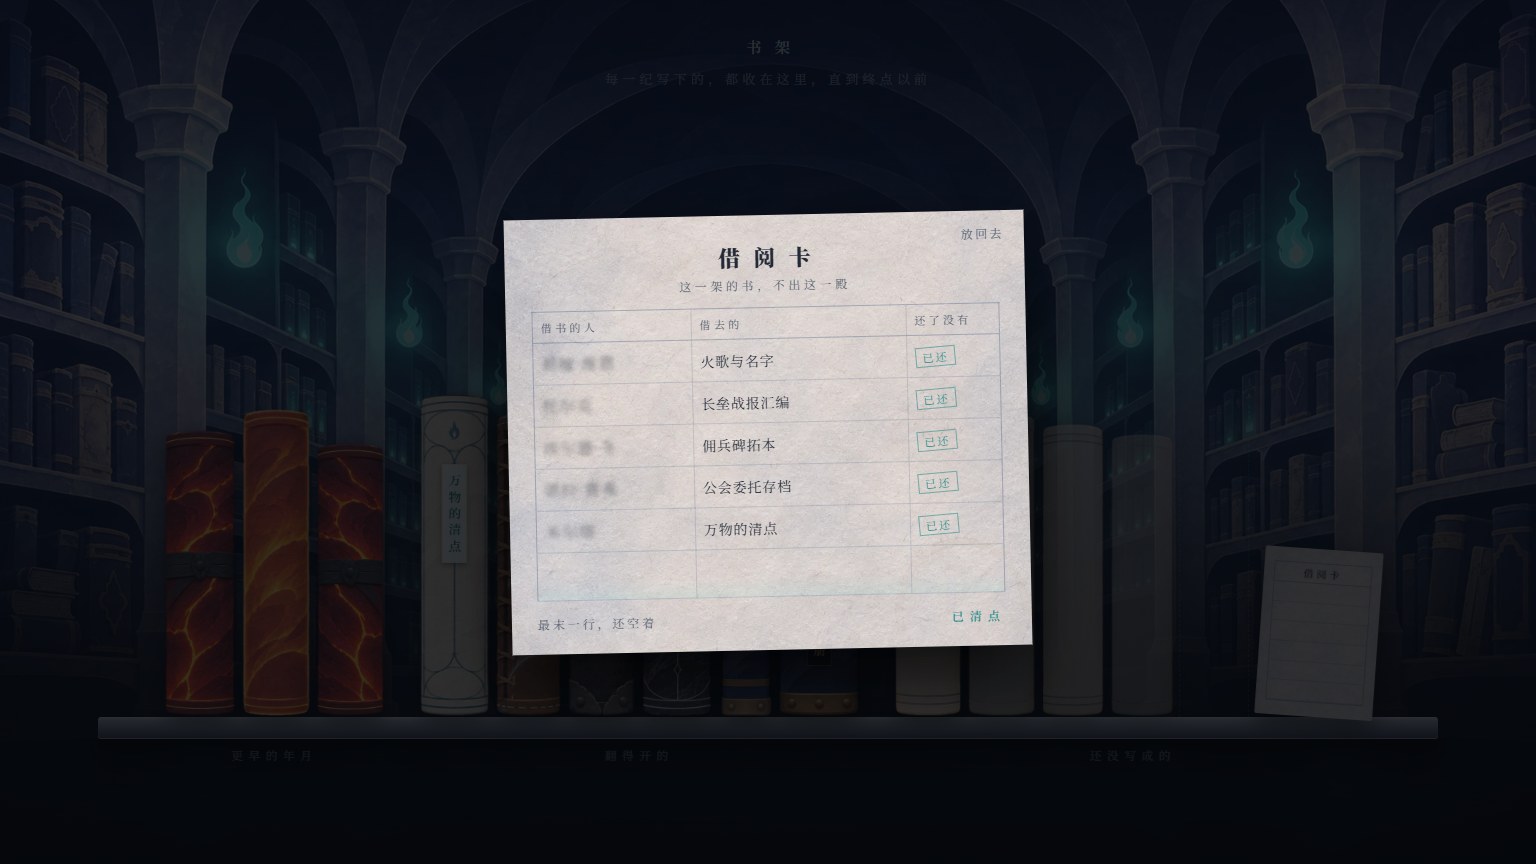 书架
每一纪写下的，都收在这里，直到终点以前
放回去
借阅卡
这一架的书，不出这一殿
借书的人 借去的 还了没有
火歌与名字 已还
长垒战报汇编 已还
佣兵碑拓本 已还
公会委托存档 已还
万物的清点 已还
最末一行，还空着
已清点
万物的清点
借阅卡
更早的年月
翻得开的
还没写成的